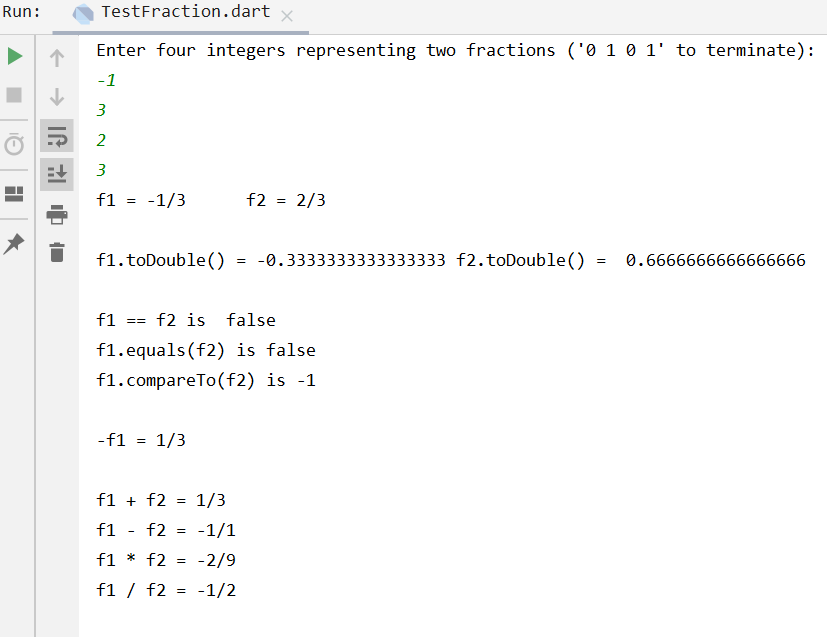 Run: TestFraction.dart
Enter four integers representing two fractions ('0 1 0 1' to terminate):
-1
3
2
3
f1 = -1/3      f2 = 2/3
f1.toDouble() = -0.3333333333333333 f2.toDouble() =  0.6666666666666666
f1 == f2 is  false
f1.equals(f2) is false
f1.compareTo(f2) is -1
-f1 = 1/3
f1 + f2 = 1/3
f1 - f2 = -1/1
f1 * f2 = -2/9
f1 / f2 = -1/2